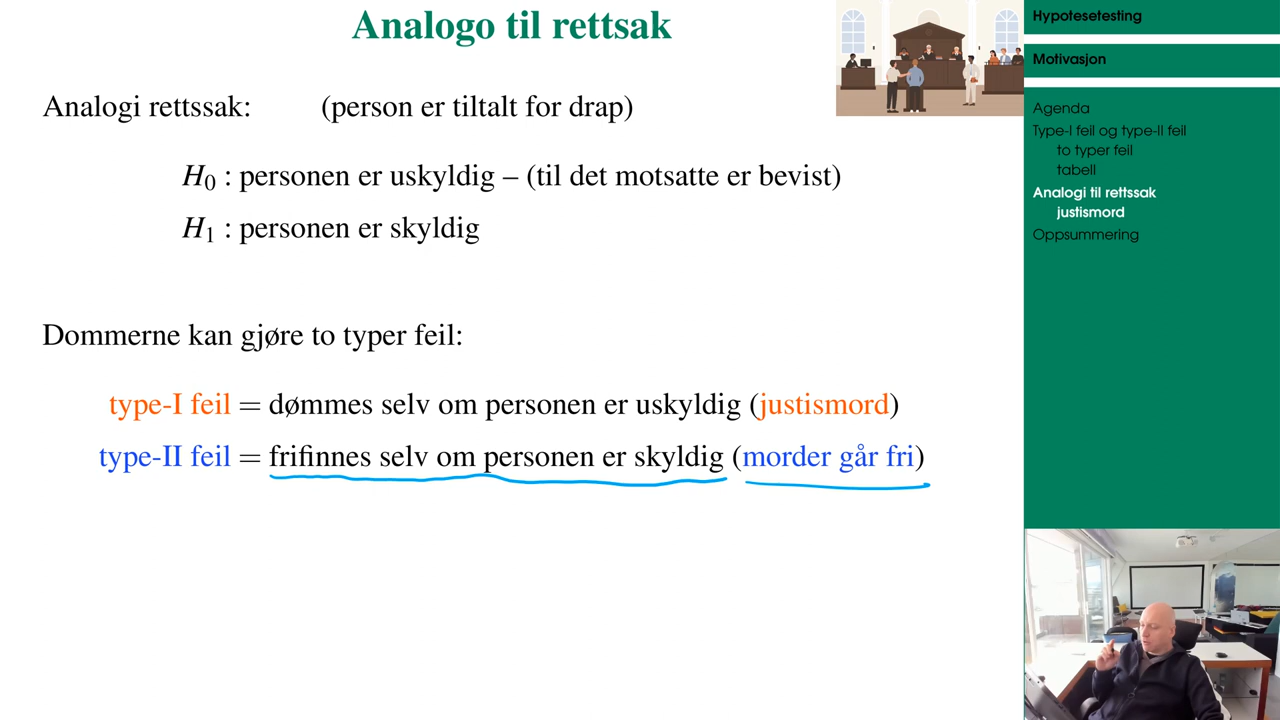 Analogo til rettsak
Analogi rettssak: (person er tiltalt for drap)
H0 : personen er uskyldig – (til det motsatte er bevist)
H1 : personen er skyldig
Dommerne kan gjøre to typer feil:
type-I feil = dømmes selv om personen er uskyldig (justismord)
type-II feil = frifinnes selv om personen er skyldig (morder går fri)
Hypotesetesting
Motivasjon
Agenda
Type-I feil og type-II feil
to typer feil
tabell
Analogi til rettssak
justismord
Oppsummering